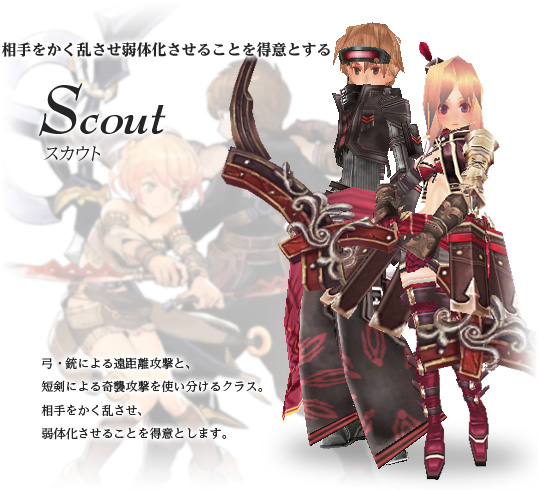 相手をかく乱させ弱体化させることを得意とする
Scout
スカウト
弓・銃による遠距離攻撃と、
短剣による奇襲攻撃を使い分けるクラス。
相手をかく乱させ、
弱体化させることを得意とします。